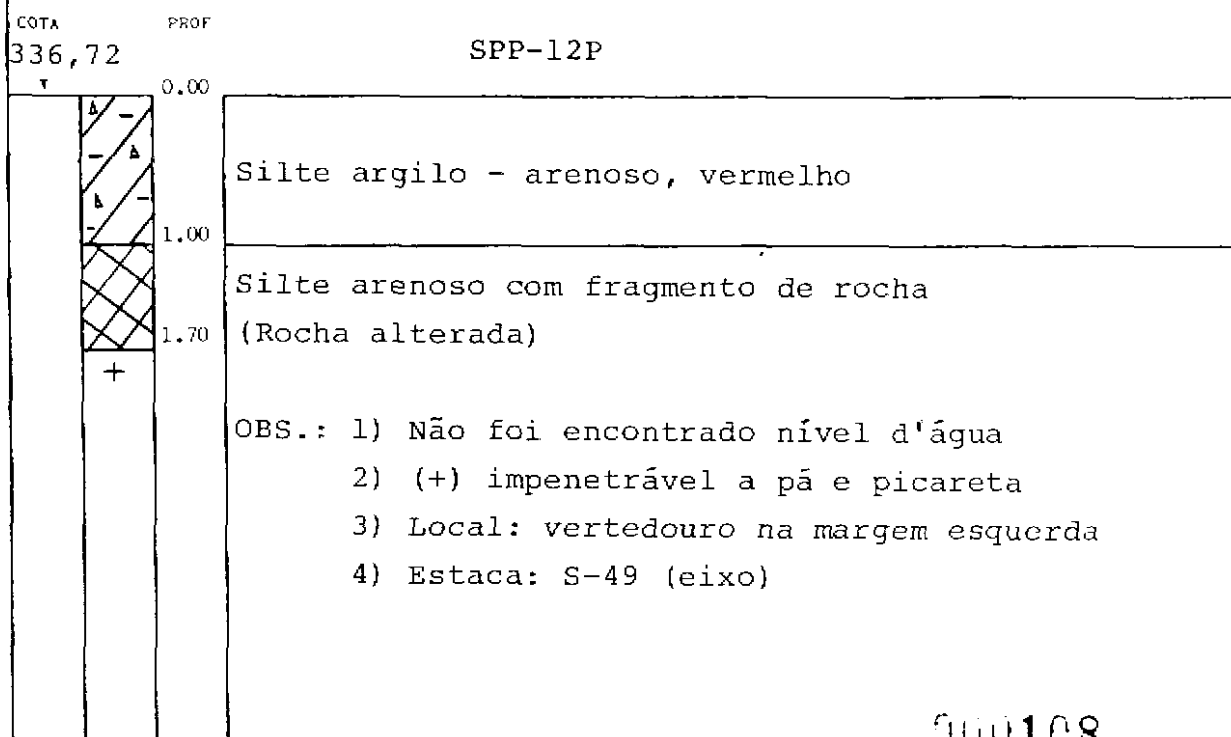 COTA PROF
336,72 SPP-12P
0.00
Silte argilo - arenoso, vermelho
1.00
Silte arenoso com fragmento de rocha
1.70 (Rocha alterada)
+
OBS.: 1) Não foi encontrado nível d'água
2) (+) impenetrável a pá e picareta
3) Local: vertedouro na margem esquerda
4) Estaca: S-49 (eixo)